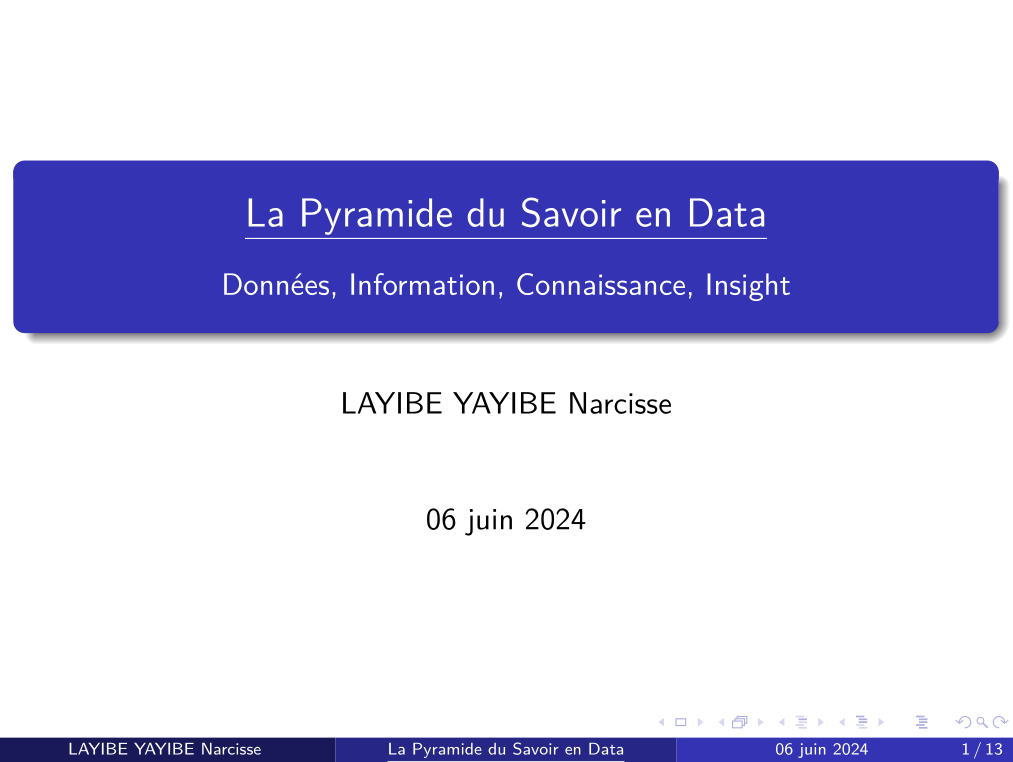 La Pyramide du Savoir en Data
Données, Information, Connaissance, Insight
LAYIBE YAYIBE Narcisse
06 juin 2024
LAYIBE YAYIBE Narcisse La Pyramide du Savoir en Data 06 juin 2024 1 / 13